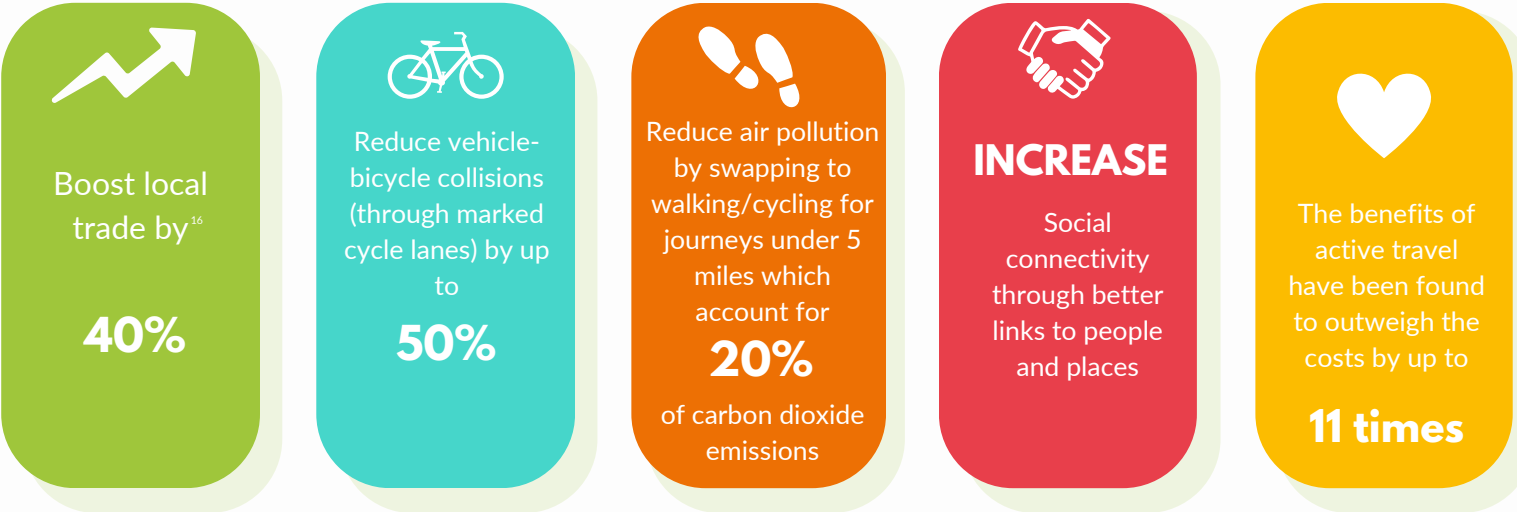 Boost local
trade by16
40%
Reduce vehicle-
bicycle collisions
(through marked
cycle lanes) by up
to
50%
Reduce air pollution
by swapping to
walking/cycling for
journeys under 5
miles which
account for
20%
of carbon dioxide
emissions
INCREASE
Social
connectivity
through better
links to people
and places
The benefits of
active travel
have been found
to outweigh the
costs by up to
11 times